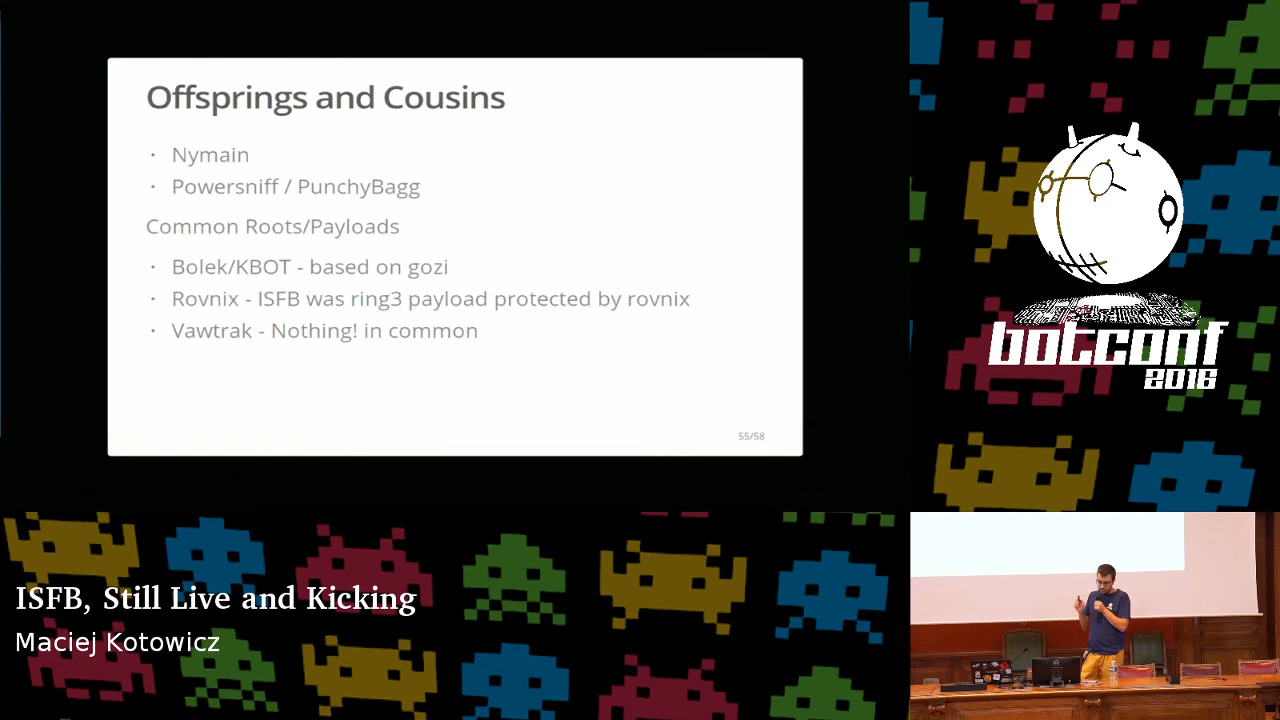 Offsprings and Cousins
· Nymain
· Powersniff / PunchyBagg
Common Roots/Payloads
· Bolek/KBOT - based on gozi
· Rovnix - ISFB was ring3 payload protected by rovnix
· Vawtrak - Nothing! in common
55/58
botconf
2016
ISFB, Still Live and Kicking
Maciej Kotowicz